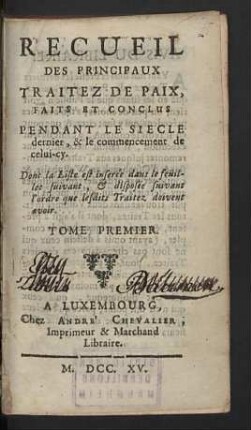 RECUEIL
DES PRINCIPAUX
TRAITEZ DE PAIX,
FAITS ET CONCLUS
PENDANT LE SIECLE
dernier, & le commencement de
celui-cy.
Dont la Liste est inserée dans le feuil-
let suivant, & disposée suivant
l'ordre que lesdits Traitez doivent
avoir.
TOME PREMIER.
A LUXEMBOURG,
Chez ANDRÉ CHEVALIER,
Imprimeur & Marchand
Libraire.
M. DCC. XV.